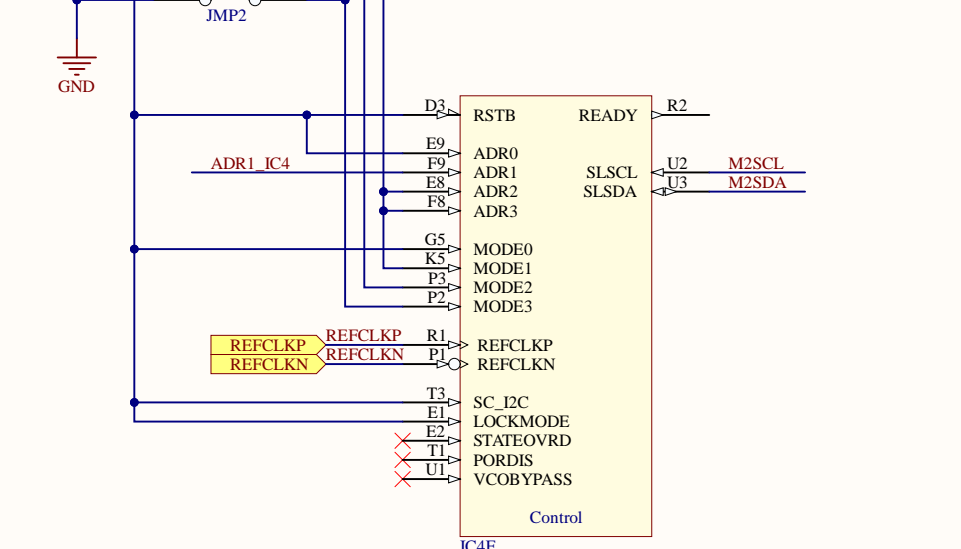 JMP2
GND
D3 RSTB READY R2
E9 ADR0
ADR1_IC4 F9 ADR1 SLSCL U2 M2SCL
E8 ADR2 SLSDA U3 M2SDA
F8 ADR3
G5 MODE0
K5 MODE1
P3 MODE2
P2 MODE3
REFCLKP REFCLKP R1 REFCLKP
REFCLKN REFCLKN P1 REFCLKN
T3 SC_I2C
E1 LOCKMODE
E2 STATEOVRD
T1 PORDIS
U1 VCOBYPASS
Control